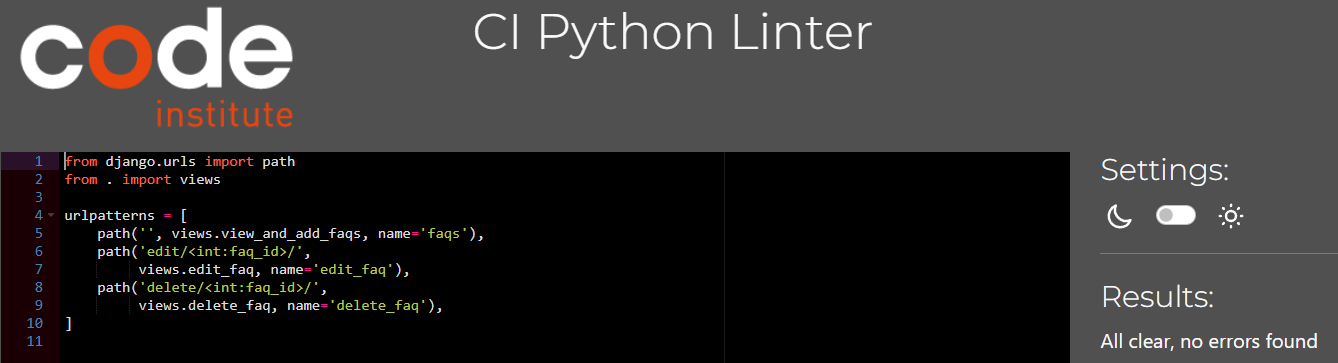 code
institute
CI Python Linter
1 from django.urls import path
2 from . import views
3
4 urlpatterns = [
5     path('', views.view_and_add_faqs, name='faqs'),
6     path('edit/<int:faq_id>/',
7          views.edit_faq, name='edit_faq'),
8     path('delete/<int:faq_id>/',
9          views.delete_faq, name='delete_faq'),
10 ]
11
Settings:
Results:
All clear, no errors found